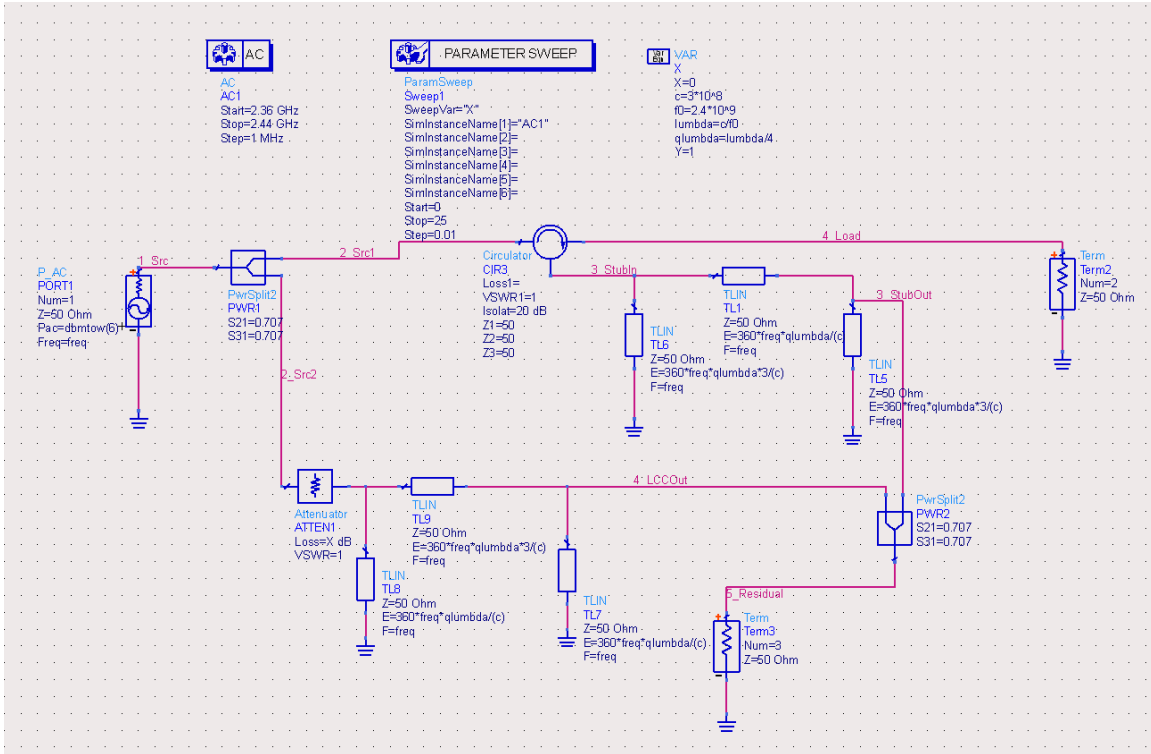 AC
AC
AC1
Start=2.36 GHz
Stop=2.44 GHz
Step=1 MHz
PARAMETER SWEEP
ParamSweep
Sweep1
SweepVar="X"
SimInstanceName[1]="AC1"
SimInstanceName[2]=
SimInstanceName[3]=
SimInstanceName[4]=
SimInstanceName[5]=
SimInstanceName[6]=
Start=0
Stop=25
Step=0.01
Var
Eqn
VAR
X
X=0
c=3*10^8
f0=2.4*10^9
lumbda=c/f0
qlumbda=lumbda/4
Y=1
1_Src
P_AC
PORT1
Num=1
Z=50 Ohm
Pac=dbmtow(6)
Freq=freq
PwrSplit2
PWR1
S21=0.707
S31=0.707
2_Src1
2_Src2
Circulator
CIR3
Loss1=
VSWR1=1
Isolat=20 dB
Z1=50
Z2=50
Z3=50
3_StubIn
4_Load
TLIN
TL6
Z=50 Ohm
E=360*freq*qlumbda*3/(c)
F=freq
TLIN
TL1
Z=50 Ohm
E=360*freq*qlumbda/(c
F=freq
3_StubOut
TLIN
TL5
Z=50 Ohm
E=360*freq*qlumbda*3/(c)
F=freq
Term
Term2
Num=2
Z=50 Ohm
Attenuator
ATTEN1
Loss=X dB
VSWR=1
TLIN
TL9
Z=50 Ohm
E=360*freq*qlumbda*3/(c)
F=freq
4_LCCOut
TLIN
TL8
Z=50 Ohm
E=360*freq*qlumbda/(c)
F=freq
TLIN
TL7
Z=50 Ohm
E=360*freq*qlumbda/(c)
F=freq
PwrSplit2
PWR2
S21=0.707
S31=0.707
5_Residual
Term
Term3
Num=3
Z=50 Ohm